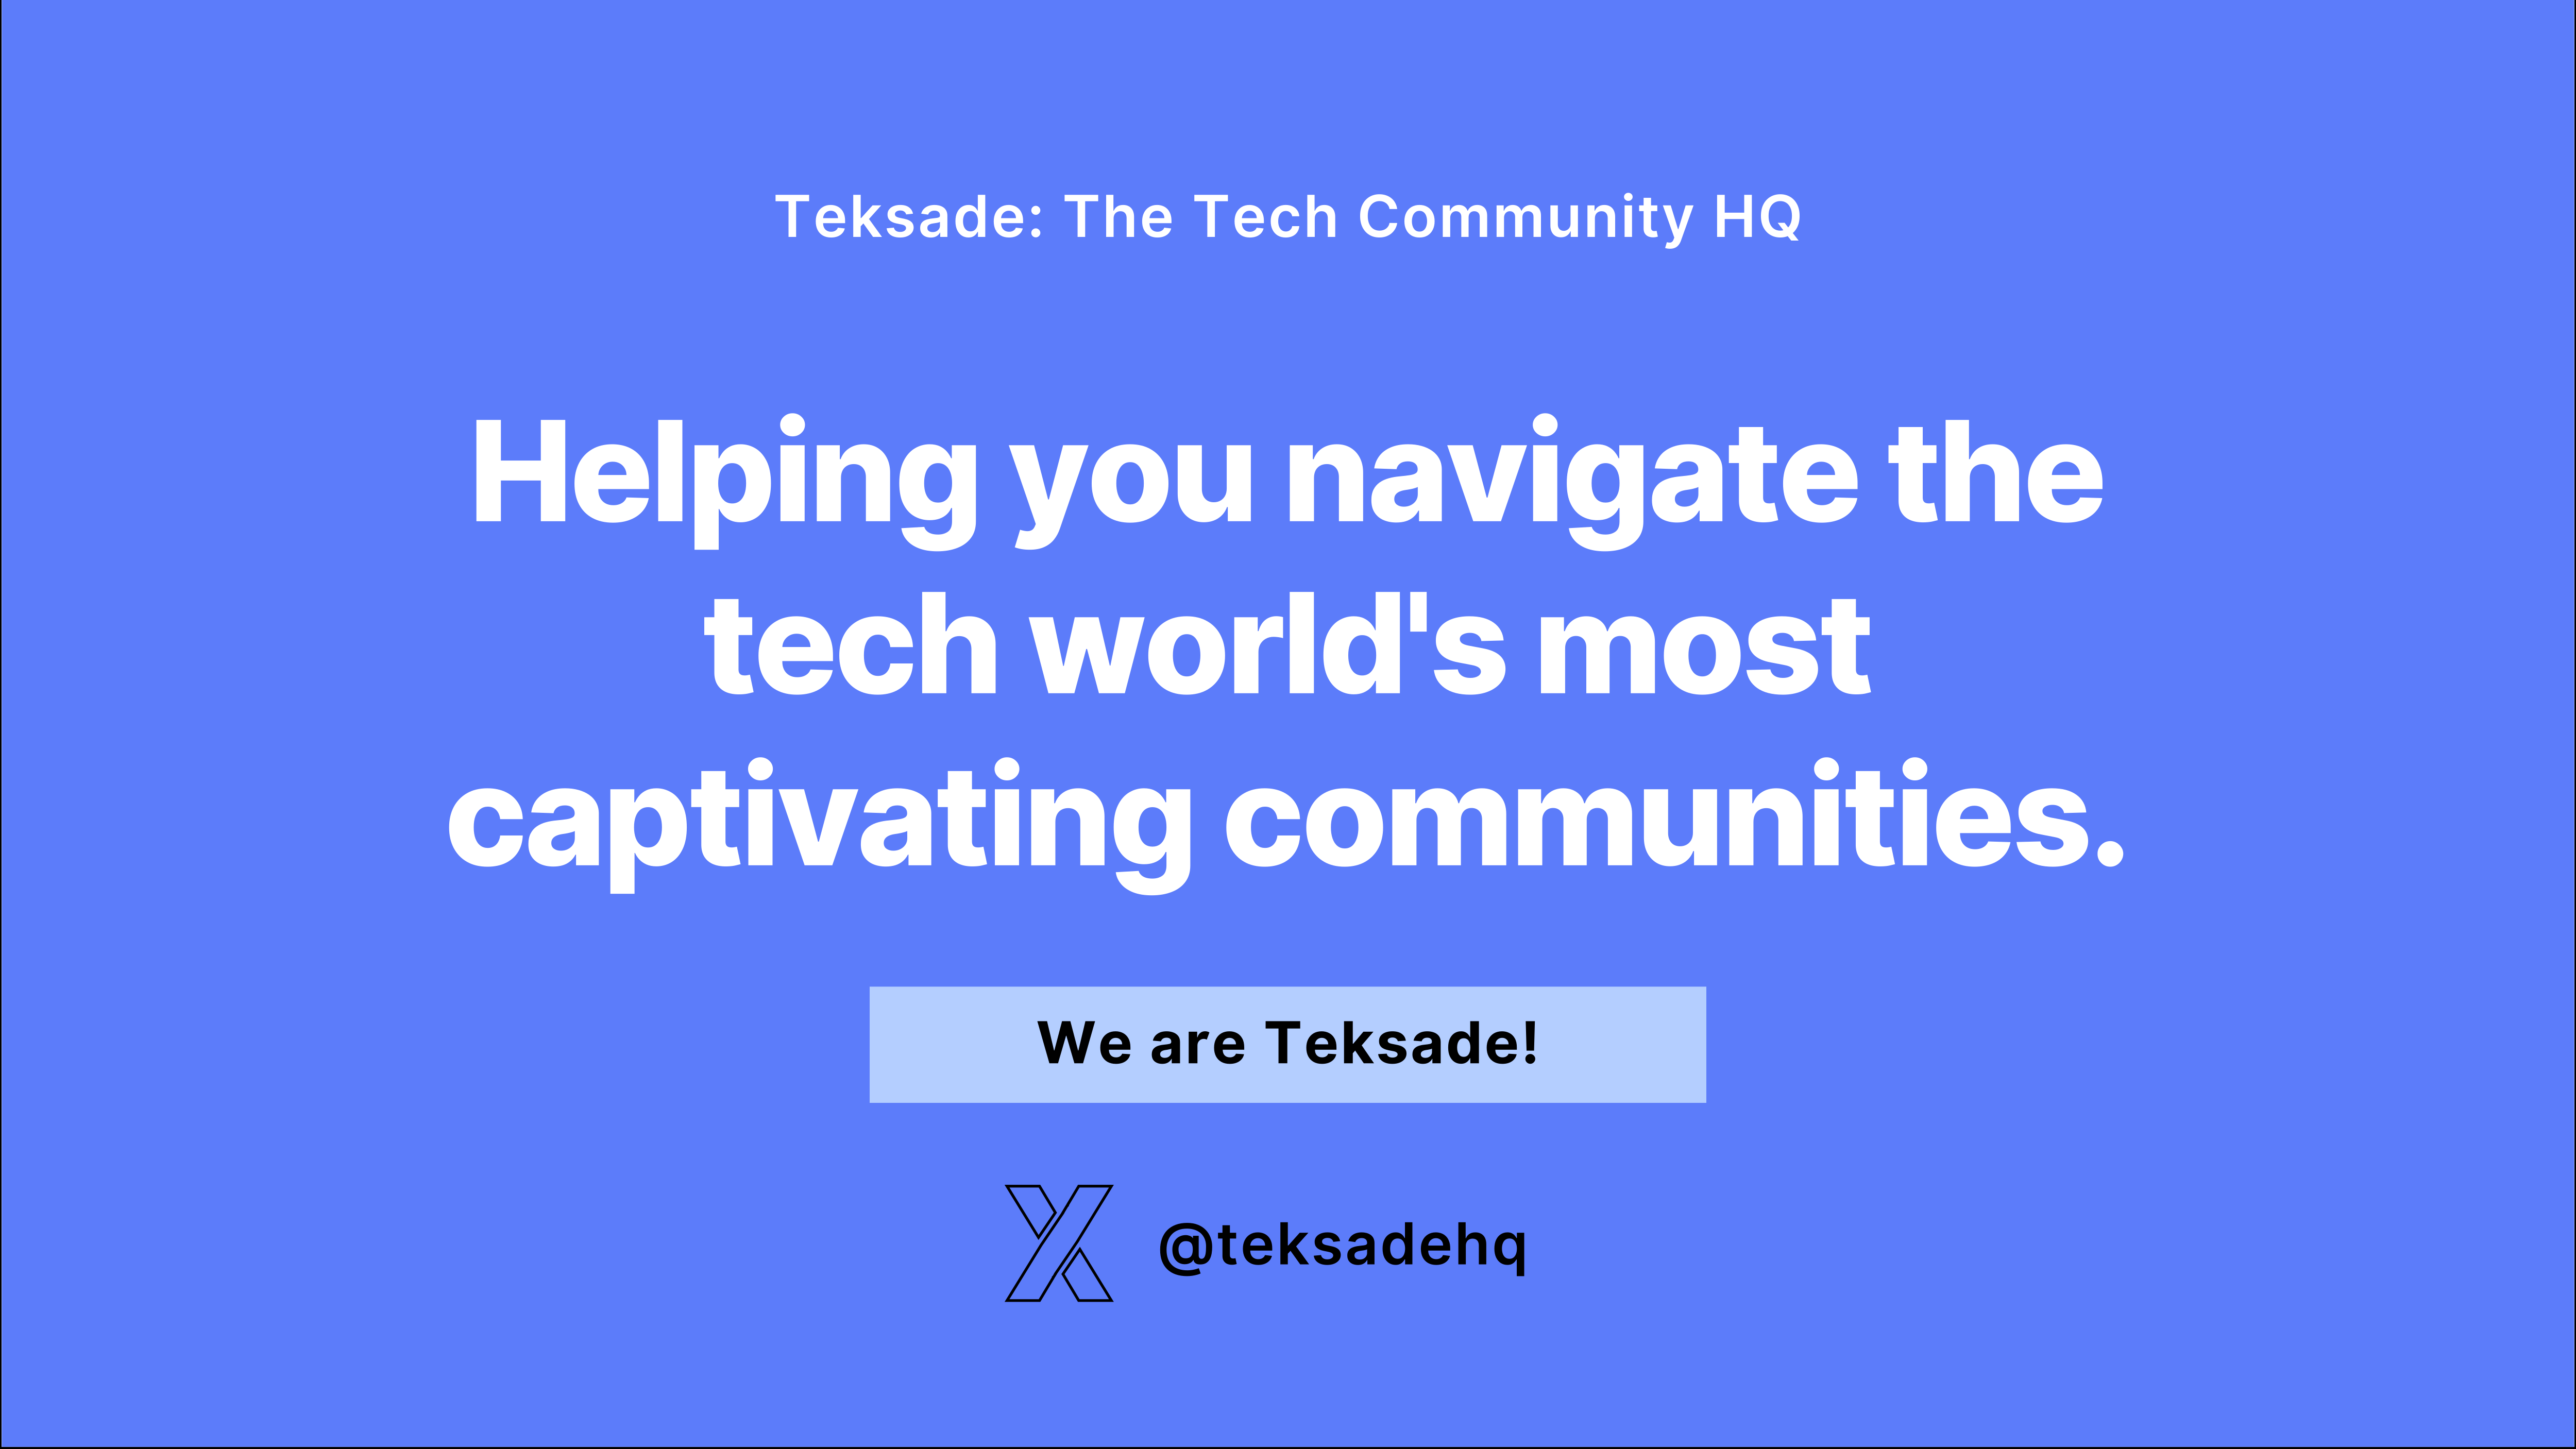 Teksade: The Tech Community HQ
Helping you navigate the
tech world's most
captivating communities.
We are Teksade!
@teksadehq